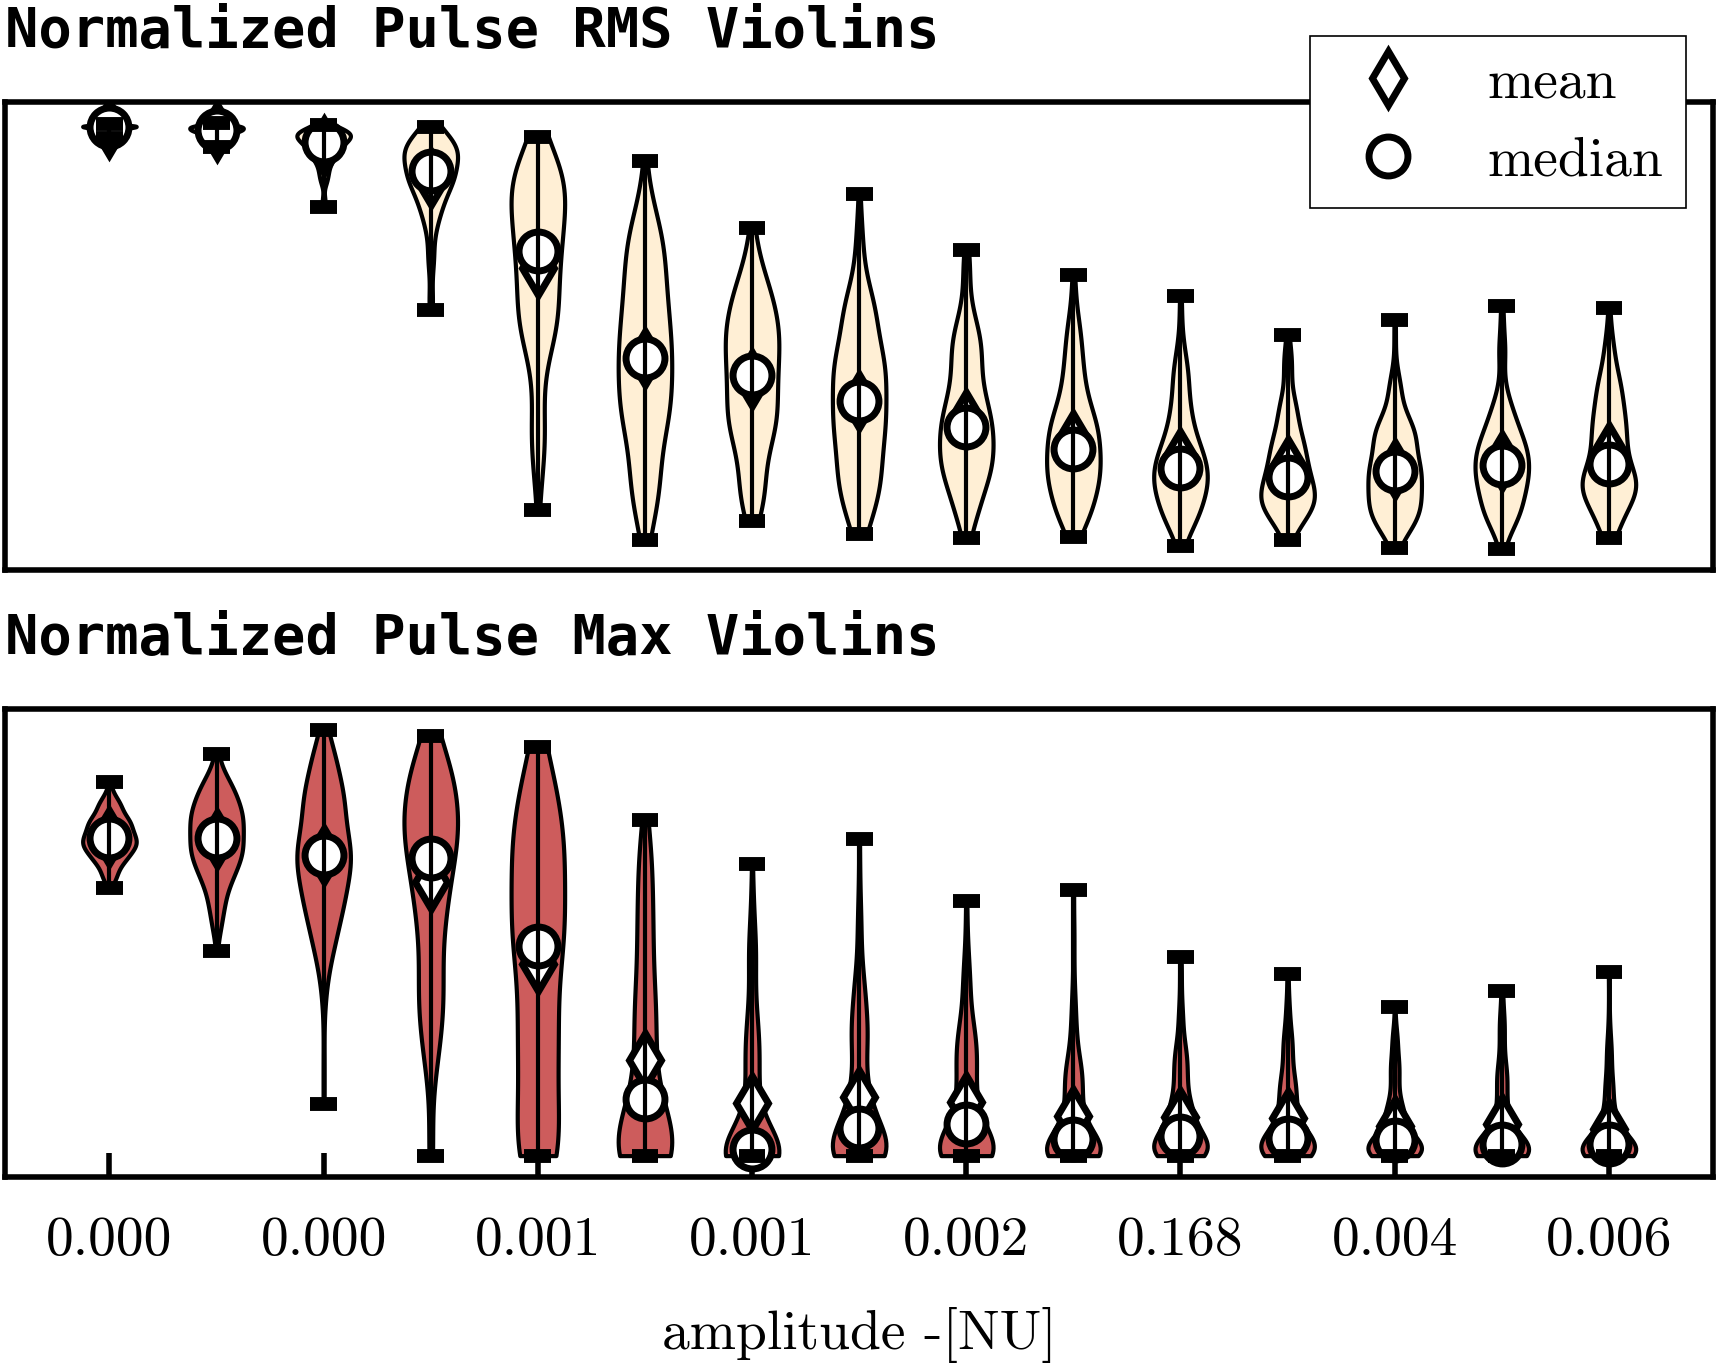 Normalized Pulse RMS Violins
mean
median
Normalized Pulse Max Violins
0.000 0.000 0.001 0.001 0.002 0.168 0.004 0.006
amplitude -[NU]